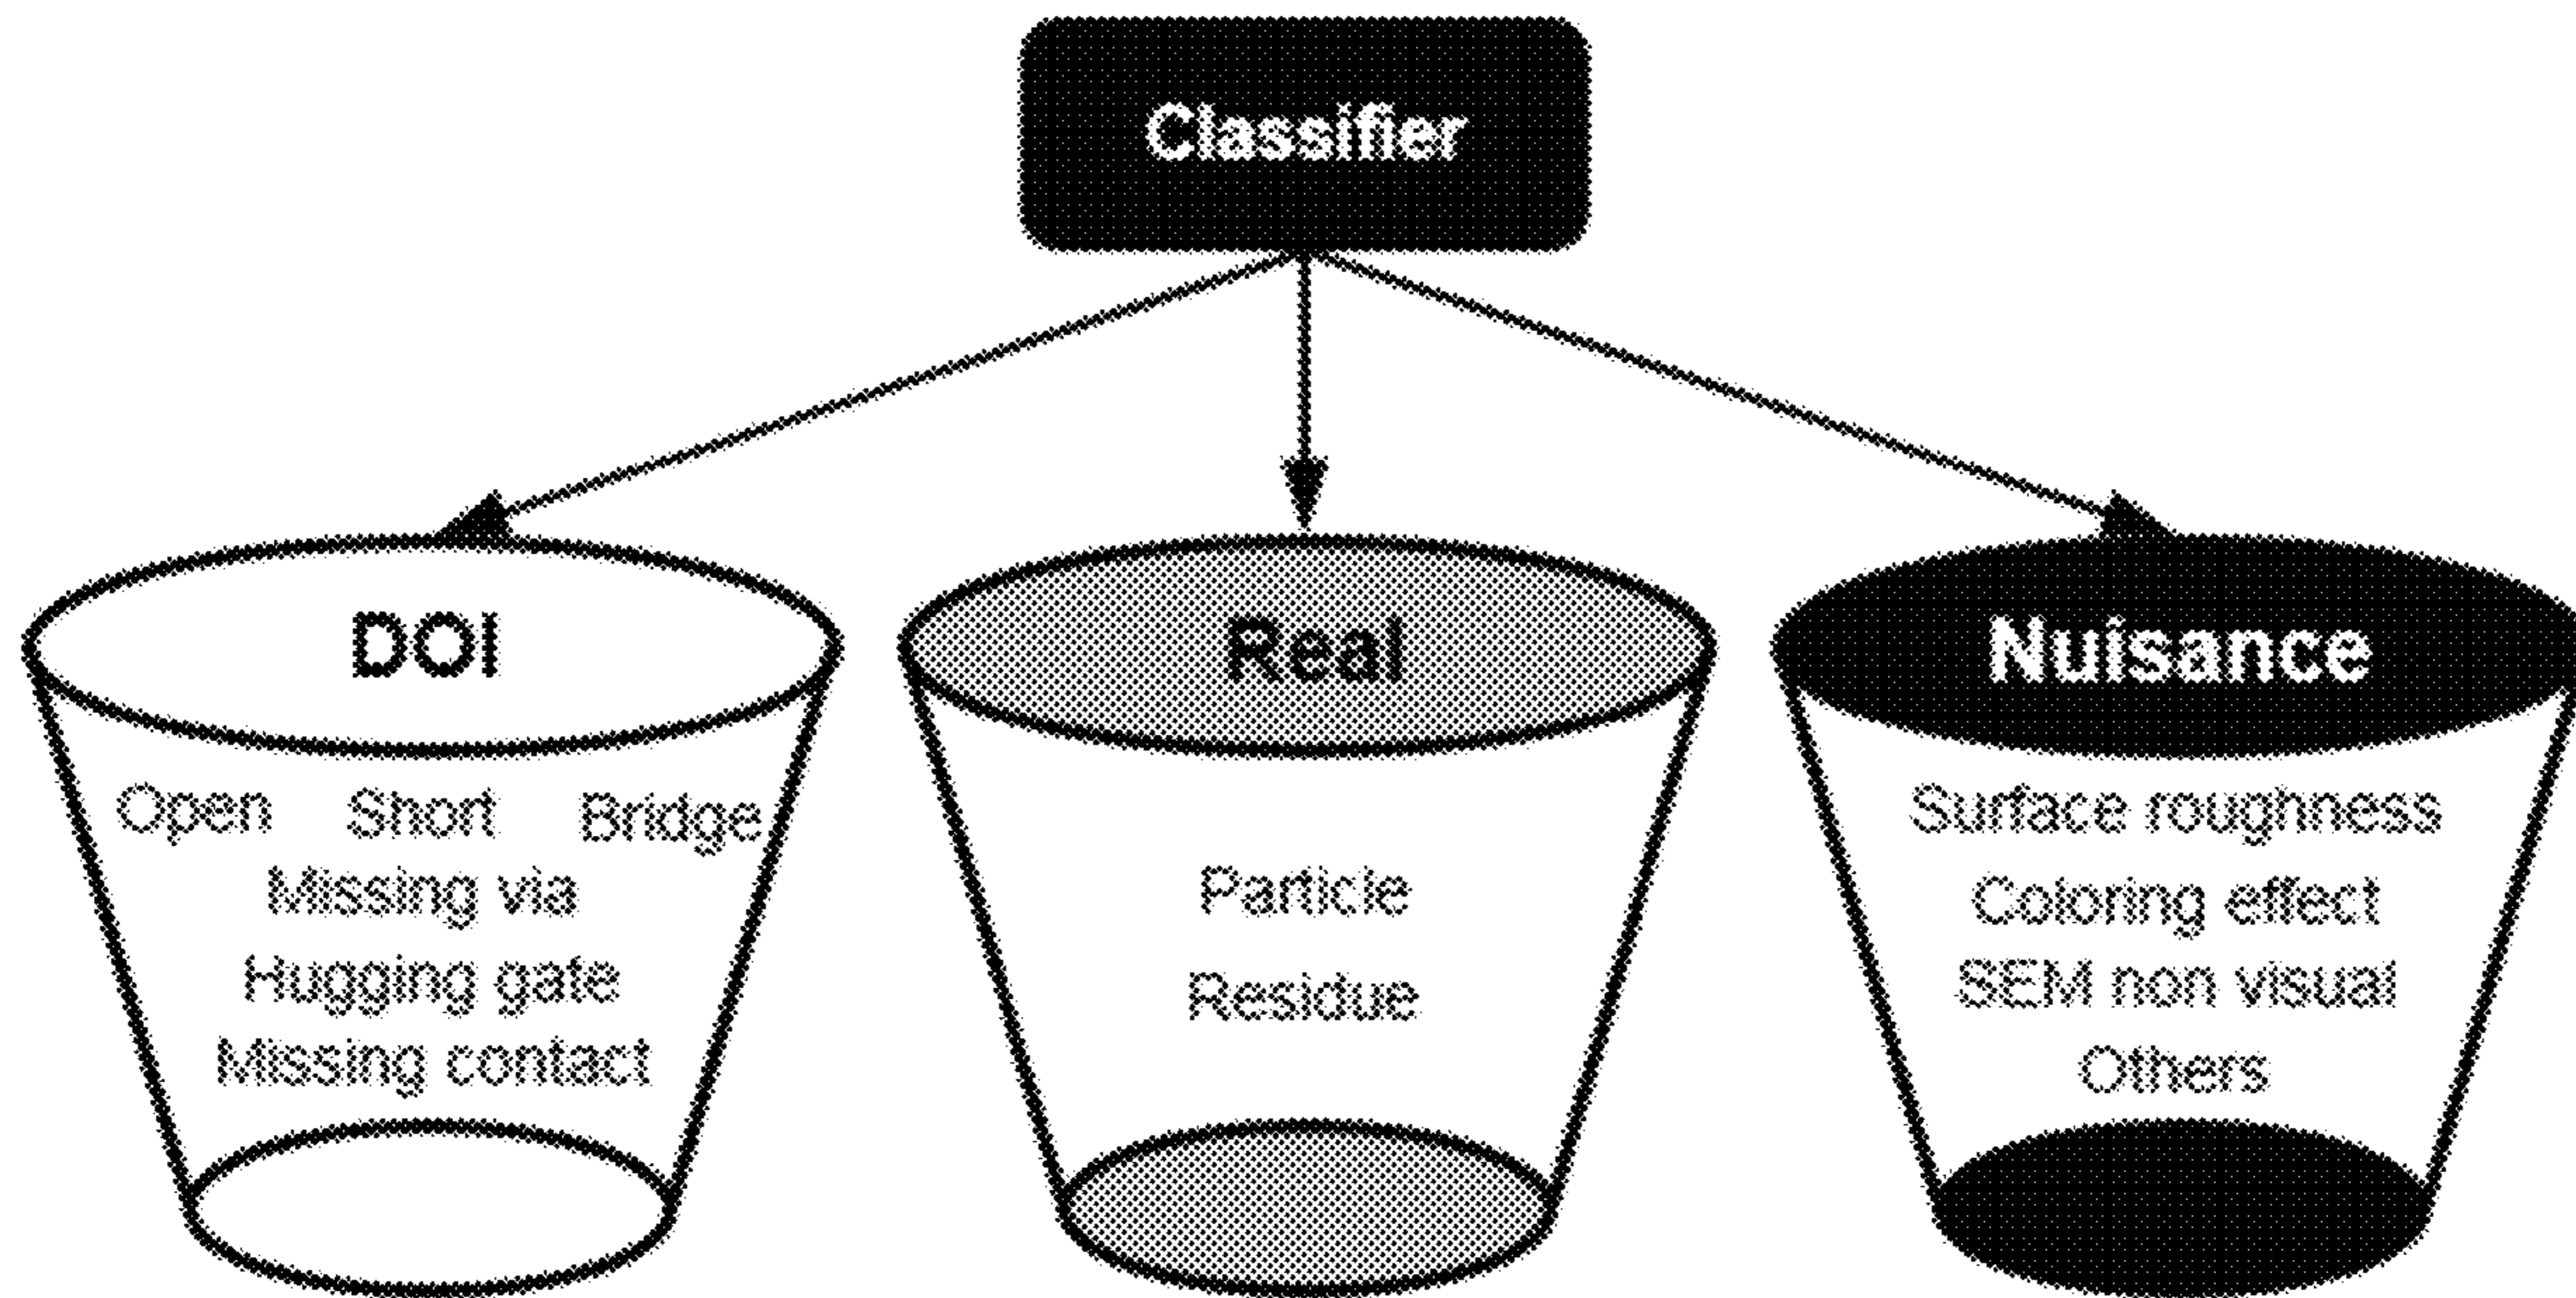 Classifier
DOI
Open Short Bridge
Missing via
Hugging gate
Missing contact
Real
Particle
Residue
Nuisance
Surface roughness
Coloring effect
SEM non visual
Others